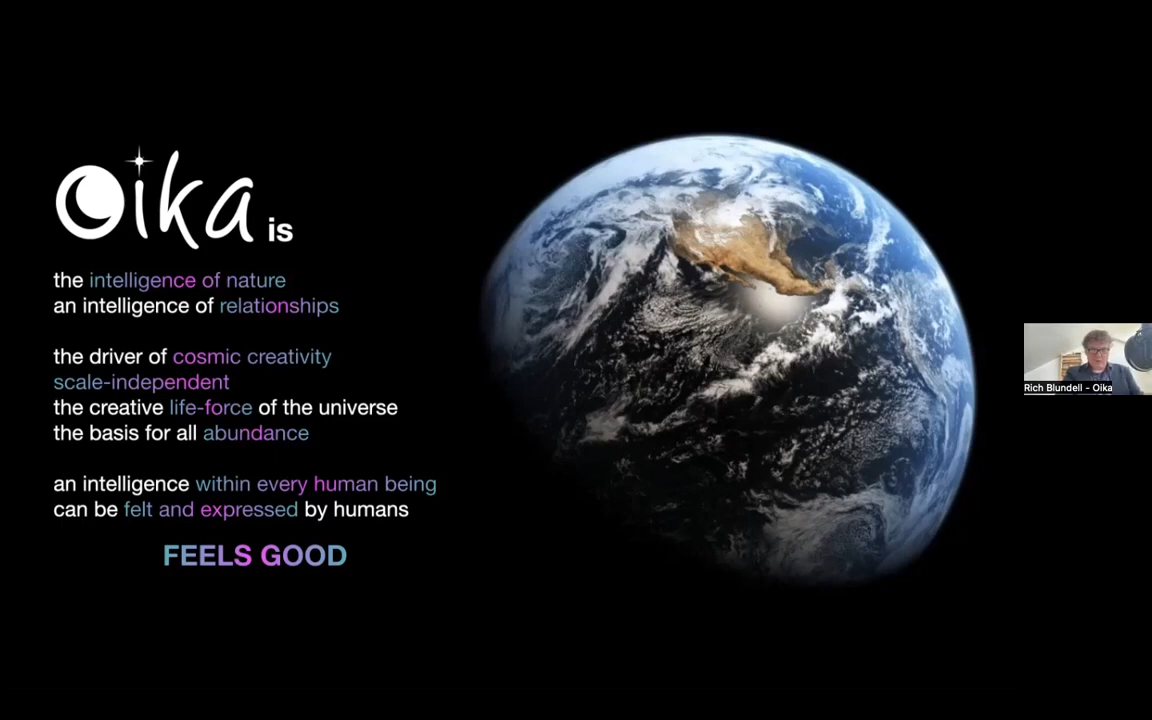 Oika is
the intelligence of nature
an intelligence of relationships
the driver of cosmic creativity
scale-independent
the creative life-force of the universe
the basis for all abundance
an intelligence within every human being
can be felt and expressed by humans
FEELS GOOD
Rich Blundell - Oika